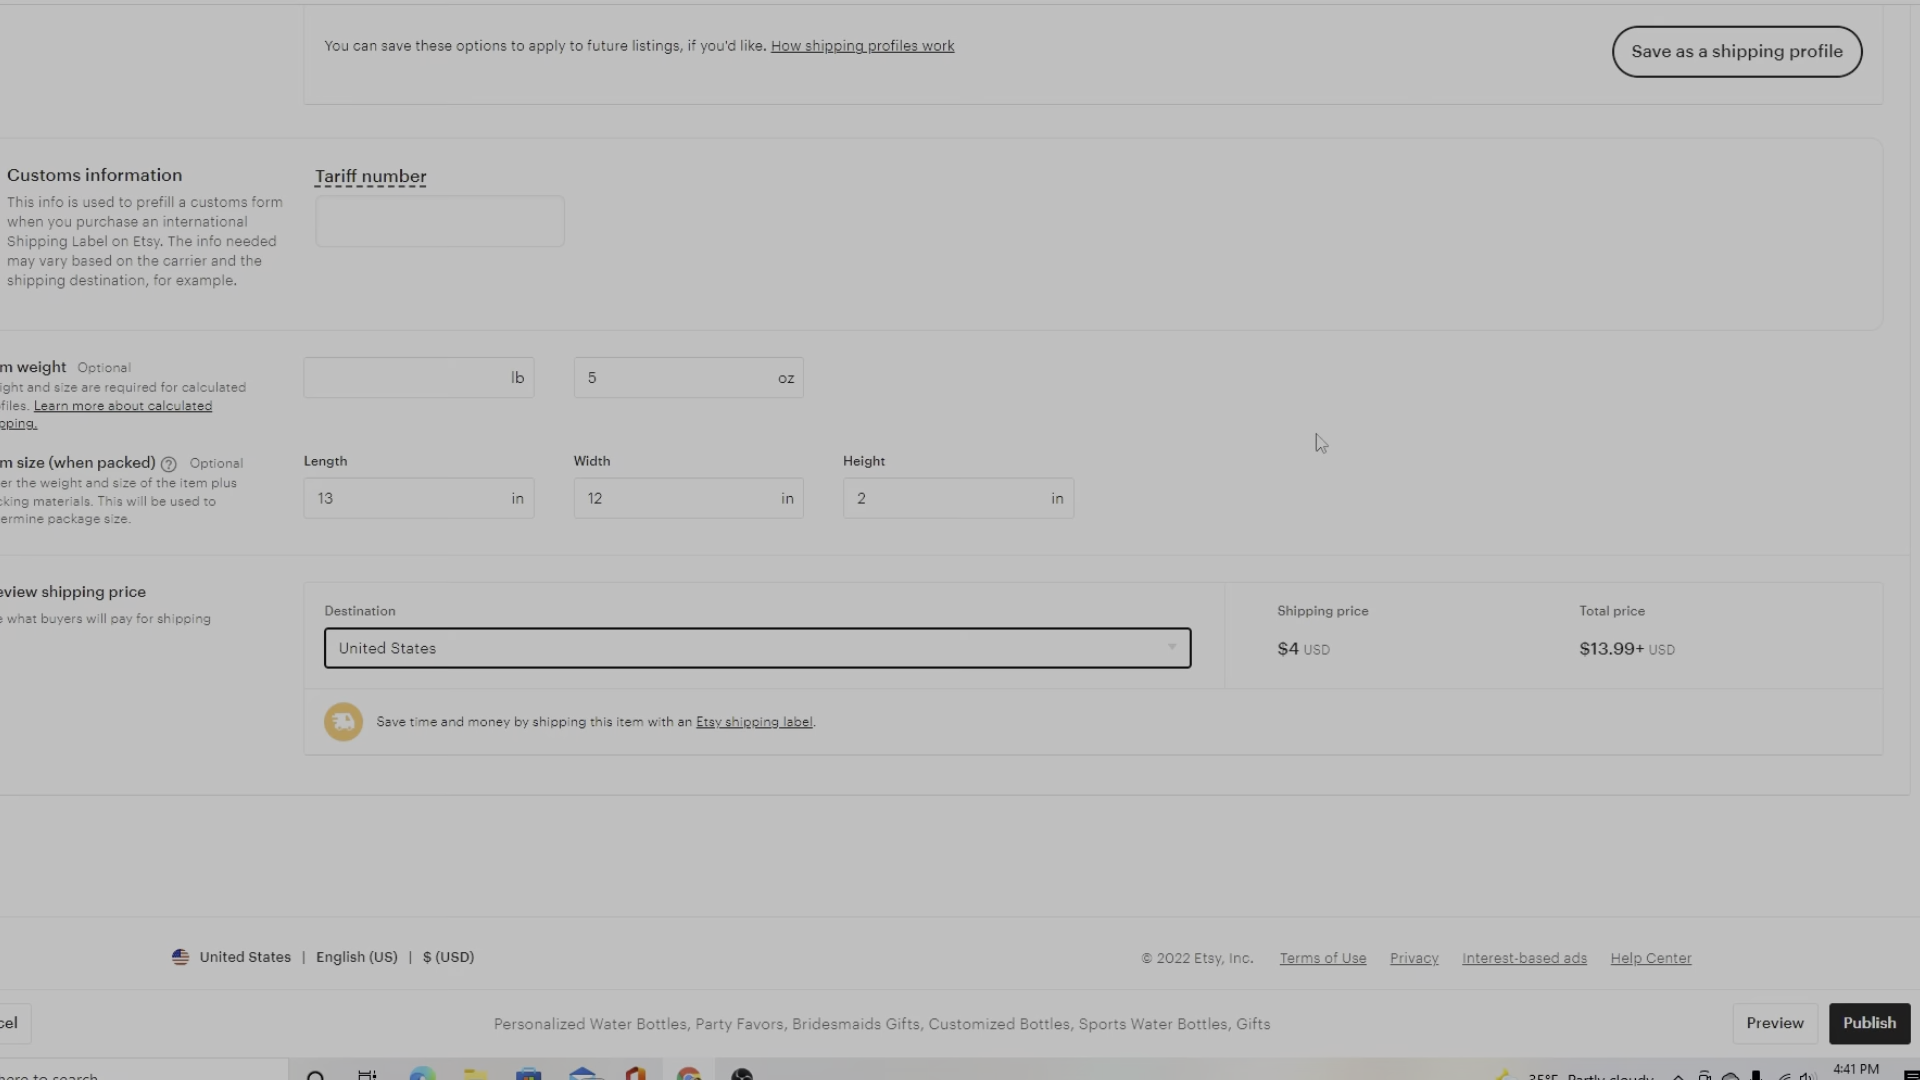 You can save these options to apply to future listings, if you'd like. How shipping profiles work
Save as a shipping profile
Customs information
This info is used to prefill a customs form
when you purchase an international
Shipping Label on Etsy. The info needed
may vary based on the carrier and the
shipping destination, for example.
Tariff number
m weight Optional
ight and size are required for calculated
files. Learn more about calculated
pping.
lb
5 oz
m size (when packed) ? Optional
er the weight and size of the item plus
cking materials. This will be used to
ermine package size.
Length
13 in
Width
12 in
Height
2 in
eview shipping price
e what buyers will pay for shipping
Destination
United States
Shipping price
$4 USD
Total price
$13.99+ USD
Save time and money by shipping this item with an Etsy shipping label.
United States | English (US) | $ (USD)
© 2022 Etsy, Inc. Terms of Use Privacy Interest-based ads Help Center
cel
Personalized Water Bottles, Party Favors, Bridesmaids Gifts, Customized Bottles, Sports Water Bottles, Gifts
Preview
Publish
here to search
35°F Partly cloudy
4:41 PM